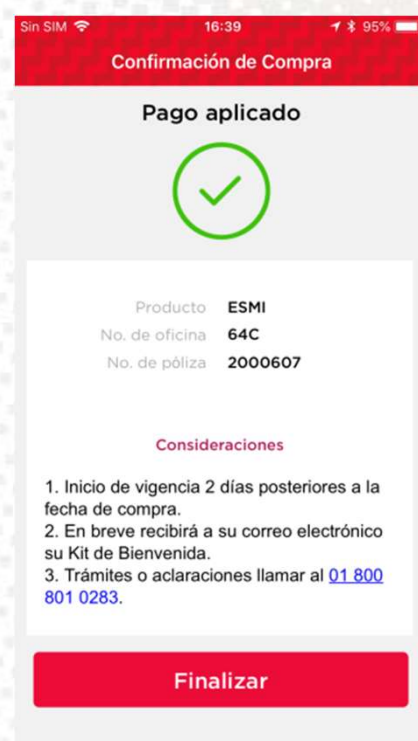 Sin SIM 16:39 95%
Confirmación de Compra
Pago aplicado
Producto ESMI
No. de oficina 64C
No. de póliza 2000607
Consideraciones
1. Inicio de vigencia 2 días posteriores a la
fecha de compra.
2. En breve recibirá a su correo electrónico
su Kit de Bienvenida.
3. Trámites o aclaraciones llamar al 01 800
801 0283.
Finalizar